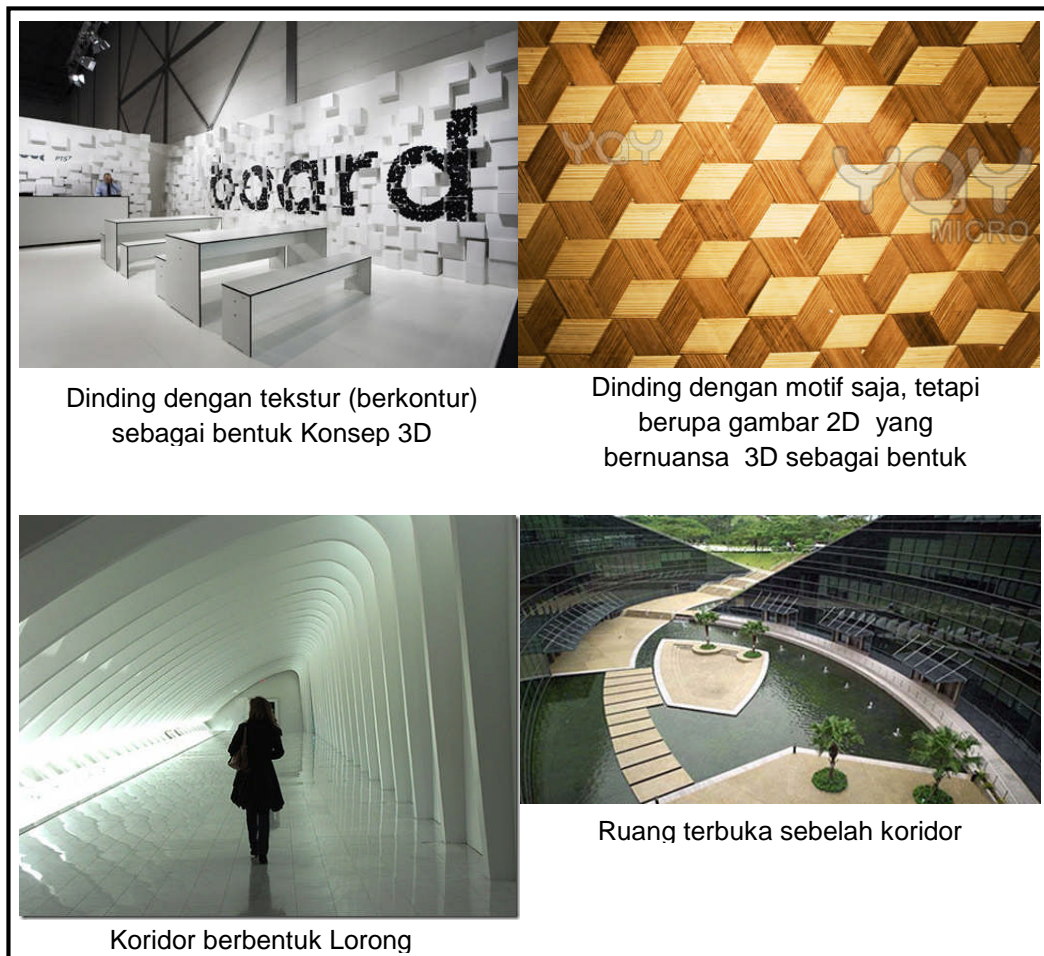 board
YAY
YAY
MICRO
Dinding dengan tekstur (berkontur)
sebagai bentuk Konsep 3D
Dinding dengan motif saja, tetapi
berupa gambar 2D yang
bernuansa 3D sebagai bentuk
Koridor berbentuk Lorong
Ruang terbuka sebelah koridor